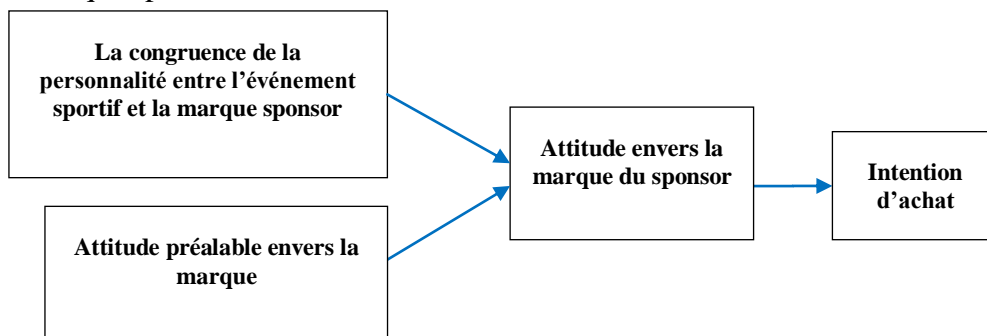 La congruence de la
personnalité entre l'événement
sportif et la marque sponsor
Attitude envers la
marque du sponsor
Intention
d'achat
Attitude préalable envers la
marque